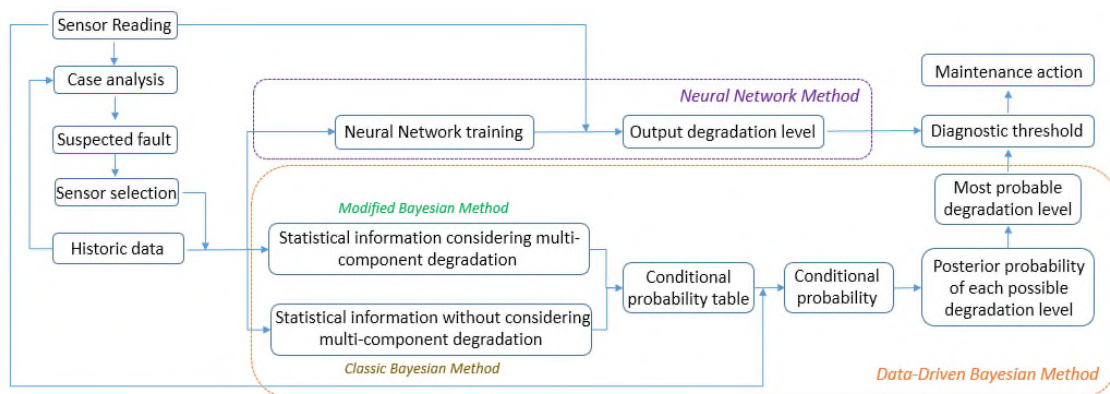 Sensor Reading
Case analysis
Suspected fault
Sensor selection
Historic data
Neural Network Method
Neural Network training
Output degradation level
Maintenance action
Diagnostic threshold
Most probable
degradation level
Modified Bayesian Method
Statistical information considering multi-
component degradation
Statistical information without considering
multi-component degradation
Classic Bayesian Method
Conditional
probability table
Conditional
probability
Posterior probability
of each possible
degradation level
Data-Driven Bayesian Method